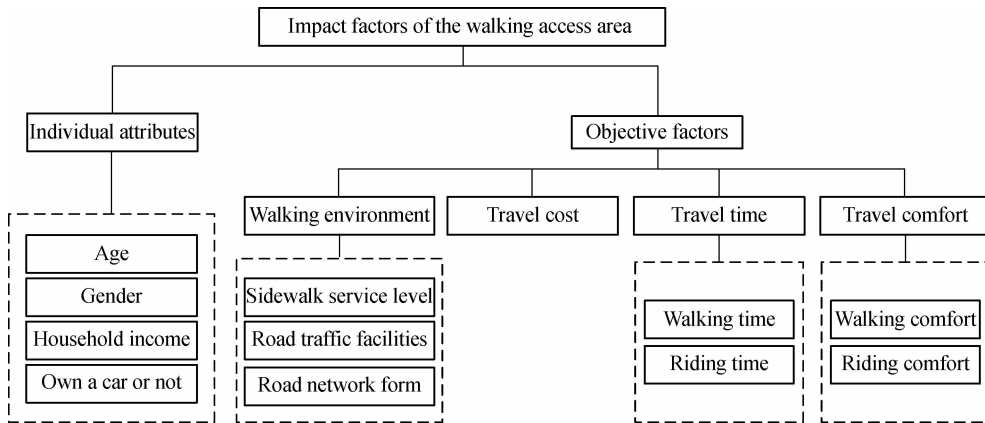 Impact factors of the walking access area
Individual attributes
Objective factors
Walking environment
Travel cost
Travel time
Travel comfort
Age
Gender
Household income
Own a car or not
Sidewalk service level
Road traffic facilities
Road network form
Walking time
Riding time
Walking comfort
Riding comfort